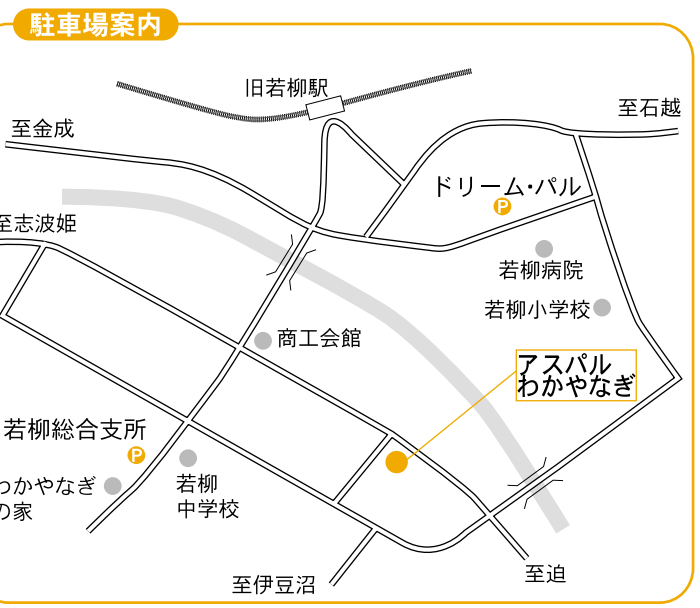 駐車場案内
旧若柳駅
至石越
至金成
ドリーム・パル
P
至志波姫
若柳病院
若柳小学校
商工会館
アスパル
わかやなぎ
若柳総合支所
P
わかやなぎ
の家
若柳
中学校
至迫
至伊豆沼